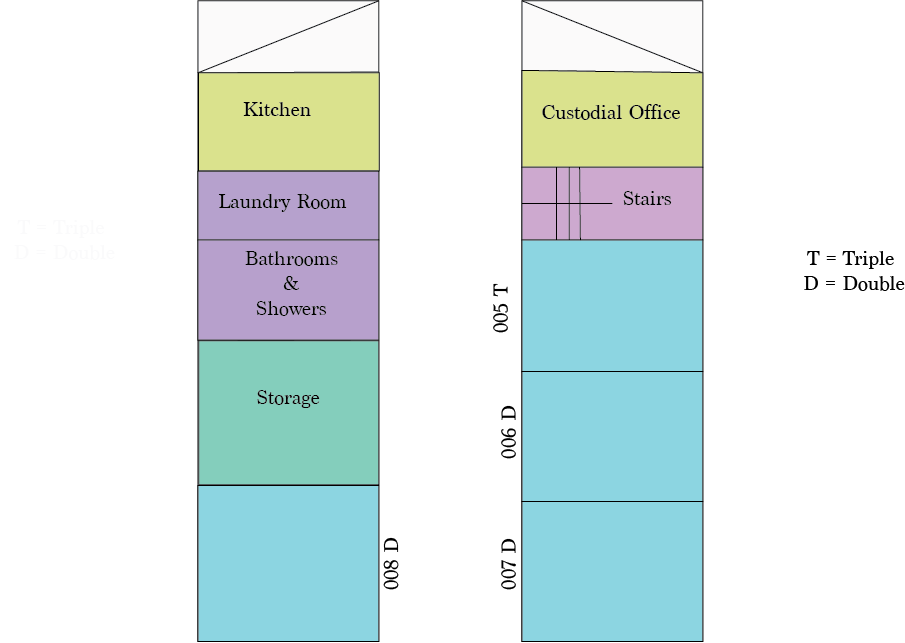 Kitchen
Laundry Room
Bathrooms
&
Showers
Storage
008 D
Custodial Office
Stairs
005 T
006 D
007 D
T = Triple
D = Double
T = Triple
D = Double